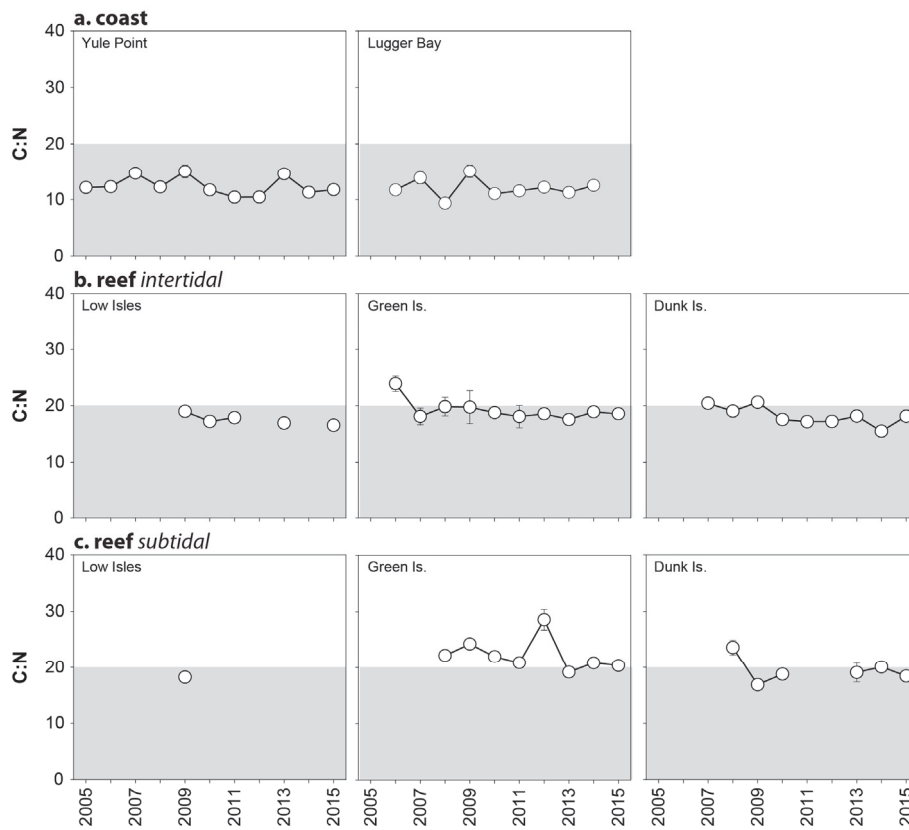 a. coast
Yule Point
Lugger Bay
C:N
40
30
20
10
0
b. reef intertidal
Low Isles
Green Is.
Dunk Is.
C:N
40
30
20
10
0
c. reef subtidal
Low Isles
Green Is.
Dunk Is.
C:N
40
30
20
10
0
2005 2007 2009 2011 2013 2015
2005 2007 2009 2011 2013 2015
2005 2007 2009 2011 2013 2015